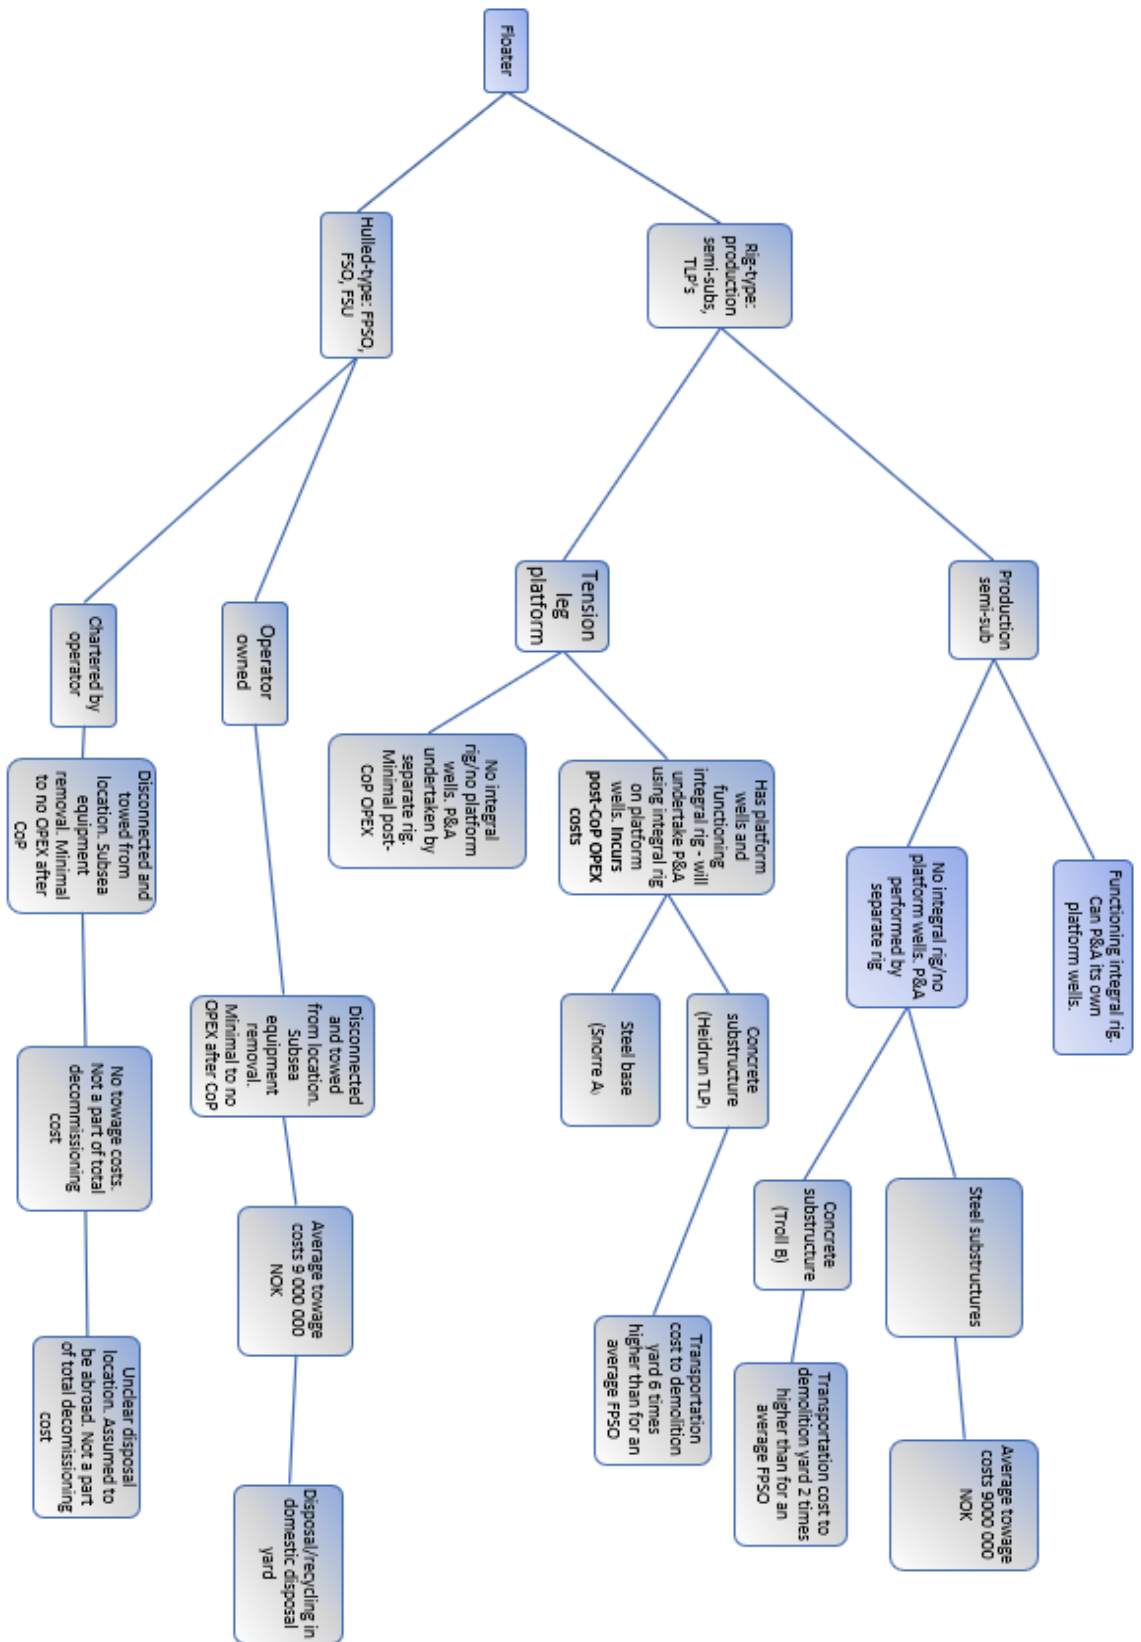 Floater
Hulled-type: FPSO,
FSO, FSU
Rig-type:
production
semi-subs,
TLP's
Chartered by
operator
Operator
owned
Tension
leg
platform
Production
semi-sub
Disconnected and
towed from
location. Subsea
equipment
removal. Minimal
to no OPEX after
CoP
Disconnected
and towed
from location.
Subsea
equipment
removal.
Minimal to no
OPEX after CoP
No integral
rig/no platform
wells. P&A
undertaken by
separate rig.
Minimal post-
CoP OPEX
Has platform
wells and
functioning
integral rig - will
undertake P&A
using integral rig
on platform
wells. Incurs
post-CoP OPEX
costs
No integral rig/no
platform wells. P&A
performed by
separate rig
Functioning integral rig.
Can P&A its own
platform wells.
No towage costs.
Not a part of total
decommissioning
cost
Average towage
costs 9 000 000
NOK
Steel base
(Snorre A)
Concrete
substructure
(Heidrun TLP)
Concrete
substructure
(Troll B)
Steel substructures
Unclear disposal
location. Assumed to
be abroad. Not a part
of total decomissioning
cost
Disposal/recycling in
domestic disposal
yard
Transportation
cost to demolition
yard 6 times
higher than for an
average FPSO
Transportation cost to
demolition yard 2 times
higher than for an
average FPSO
Average towage
costs 9000 000
NOK